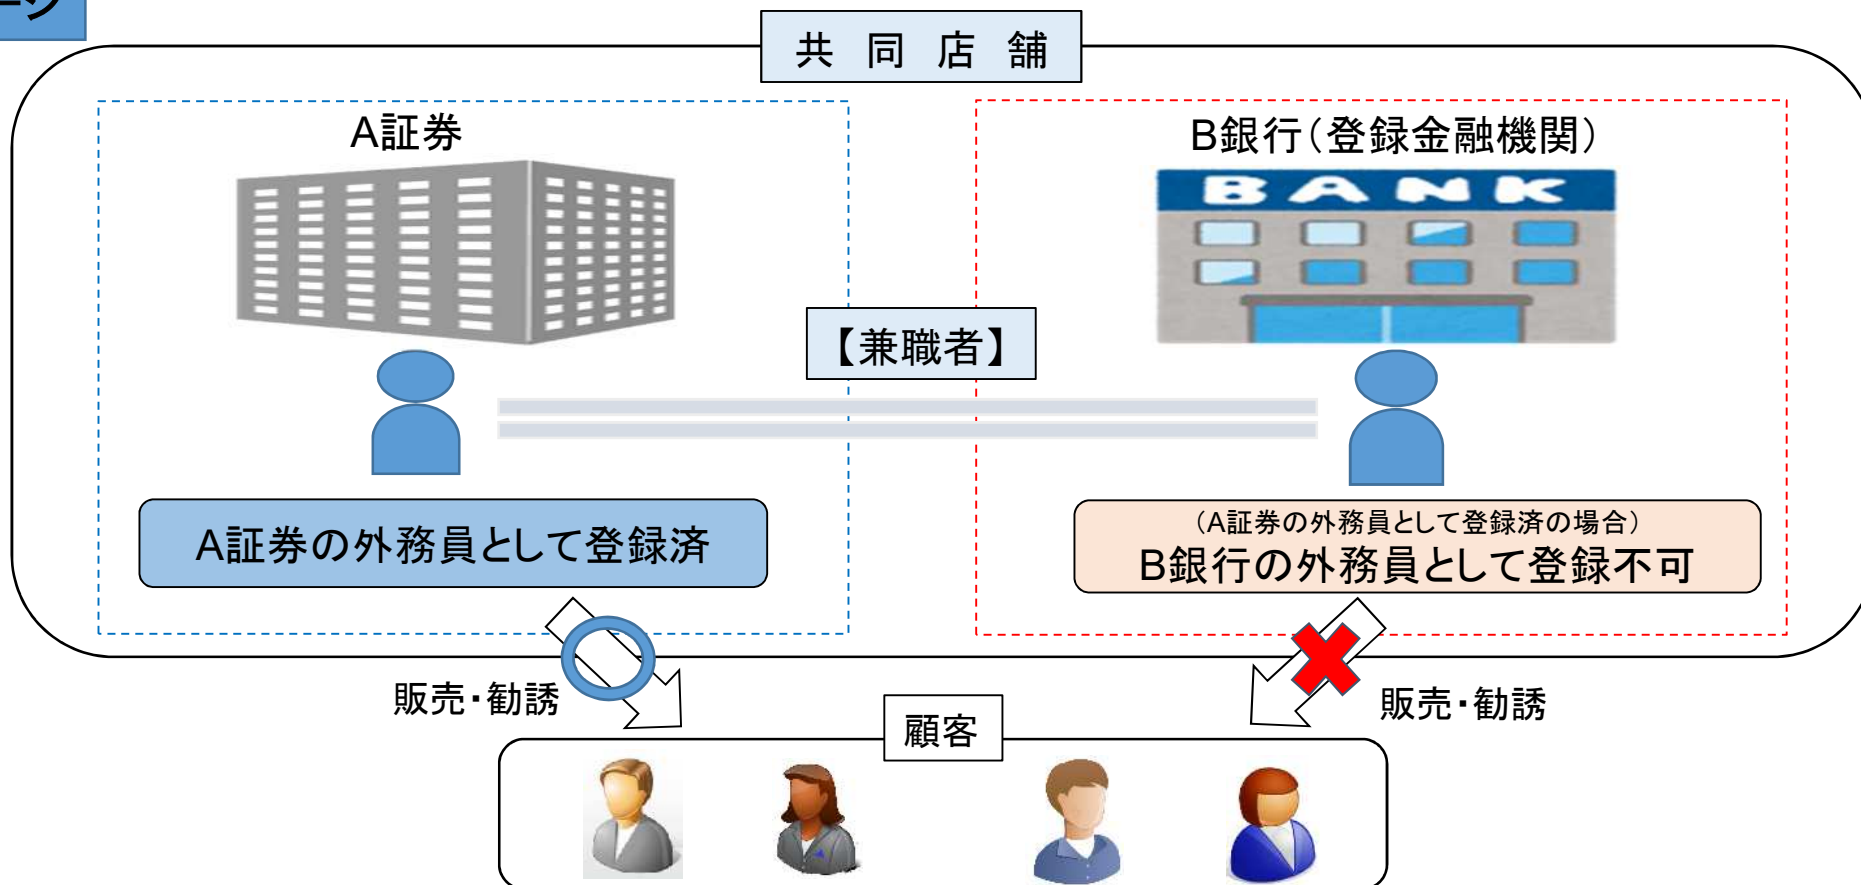 ージ
共 同 店 舗
A証券
B銀行（登録金融機関）
BANK
【兼職者】
A証券の外務員として登録済
（A証券の外務員として登録済の場合）
B銀行の外務員として登録不可
販売・勧誘
販売・勧誘
顧客